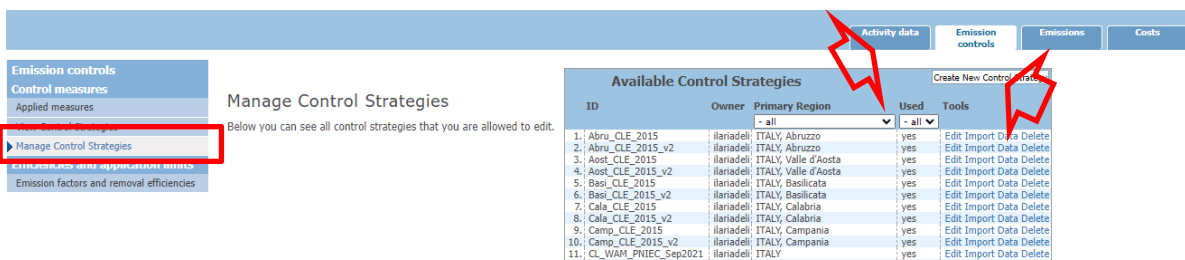 Activity data
Emission controls
Emissions
Costs
Emission controls
Control measures
Applied measures
View Control Strategies
Manage Control Strategies
Efficiencies and application limits
Emission factors and removal efficiencies
Manage Control Strategies
Below you can see all control strategies that you are allowed to edit.
Available Control Strategies
Create New Control Strategy
ID Owner Primary Region Used Tools
- all - all
1. Abru_CLE_2015 ilariadeli ITALY, Abruzzo yes Edit Import Data Delete
2. Abru_CLE_2015_v2 ilariadeli ITALY, Abruzzo yes Edit Import Data Delete
3. Aost_CLE_2015 ilariadeli ITALY, Valle d'Aosta yes Edit Import Data Delete
4. Aost_CLE_2015_v2 ilariadeli ITALY, Valle d'Aosta yes Edit Import Data Delete
5. Basi_CLE_2015 ilariadeli ITALY, Basilicata yes Edit Import Data Delete
6. Basi_CLE_2015_v2 ilariadeli ITALY, Basilicata yes Edit Import Data Delete
7. Cala_CLE_2015 ilariadeli ITALY, Calabria yes Edit Import Data Delete
8. Cala_CLE_2015_v2 ilariadeli ITALY, Calabria yes Edit Import Data Delete
9. Camp_CLE_2015 ilariadeli ITALY, Campania yes Edit Import Data Delete
10. Camp_CLE_2015_v2 ilariadeli ITALY, Campania yes Edit Import Data Delete
11. CL_WAM_PNIEC_Sep2021 ilariadeli ITALY yes Edit Import Data Delete